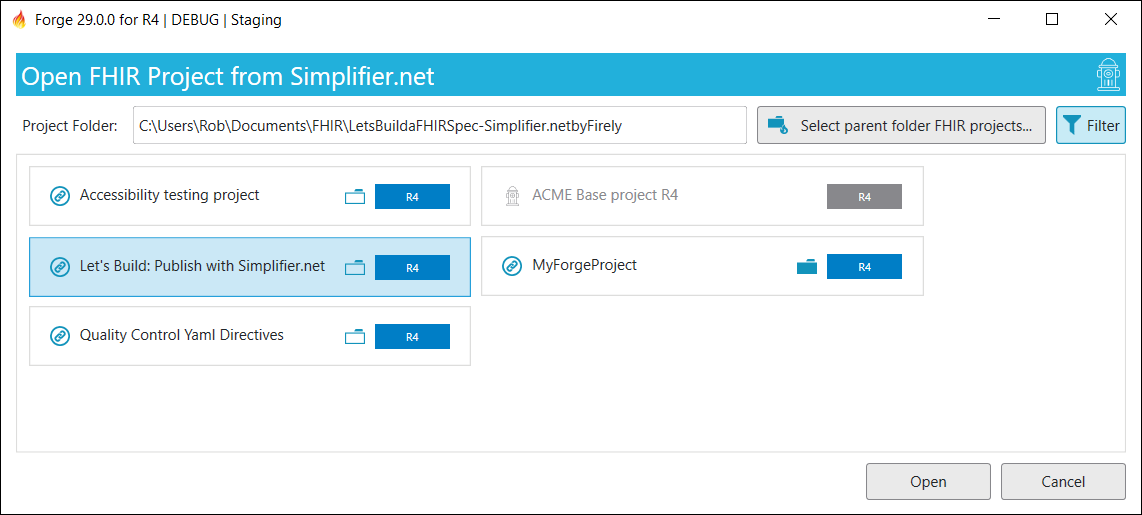 Forge 29.0.0 for R4 | DEBUG | Staging
Open FHIR Project from Simplifier.net
Project Folder: C:\Users\Rob\Documents\FHIR\LetsBuildaFHIRSpec-Simplifier.netbyFirely Select parent folder FHIR projects... Filter
Accessibility testing project R4
ACME Base project R4 R4
Let's Build: Publish with Simplifier.net R4
MyForgeProject R4
Quality Control Yaml Directives R4
Open Cancel